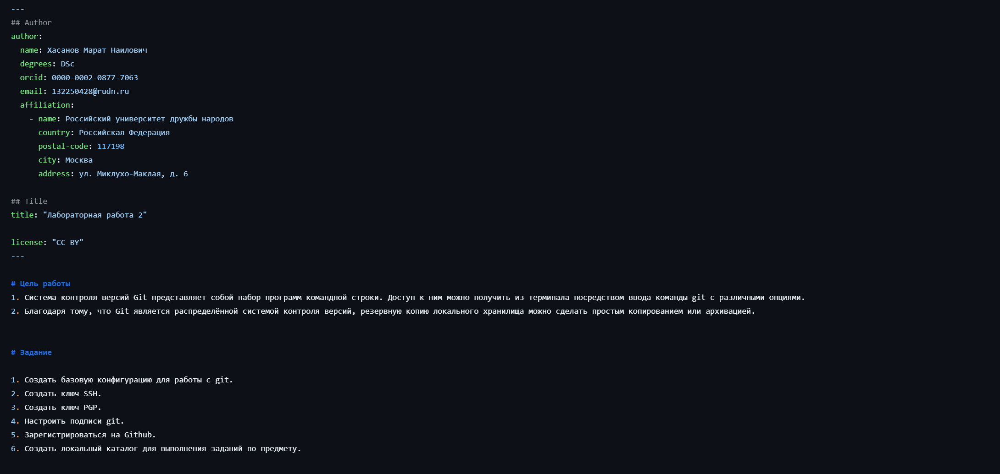 ---
## Author
author:
  name: Хасанов Марат Наилович
  degrees: DSc
  orcid: 0000-0002-0877-7063
  email: 132250428@rudn.ru
  affiliation:
    - name: Российский университет дружбы народов
      country: Российская Федерация
      postal-code: 117198
      city: Москва
      address: ул. Миклухо-Маклая, д. 6
## Title
title: "Лабораторная работа 2"
license: "CC BY"
---
# Цель работы
1. Система контроля версий Git представляет собой набор программ командной строки. Доступ к ним можно получить из терминала посредством ввода команды git с различными опциями.
2. Благодаря тому, что Git является распределённой системой контроля версий, резервную копию локального хранилища можно сделать простым копированием или архивацией.
# Задание
1. Создать базовую конфигурацию для работы с git.
2. Создать ключ SSH.
3. Создать ключ PGP.
4. Настроить подписи git.
5. Зарегистрироваться на Github.
6. Создать локальный каталог для выполнения заданий по предмету.